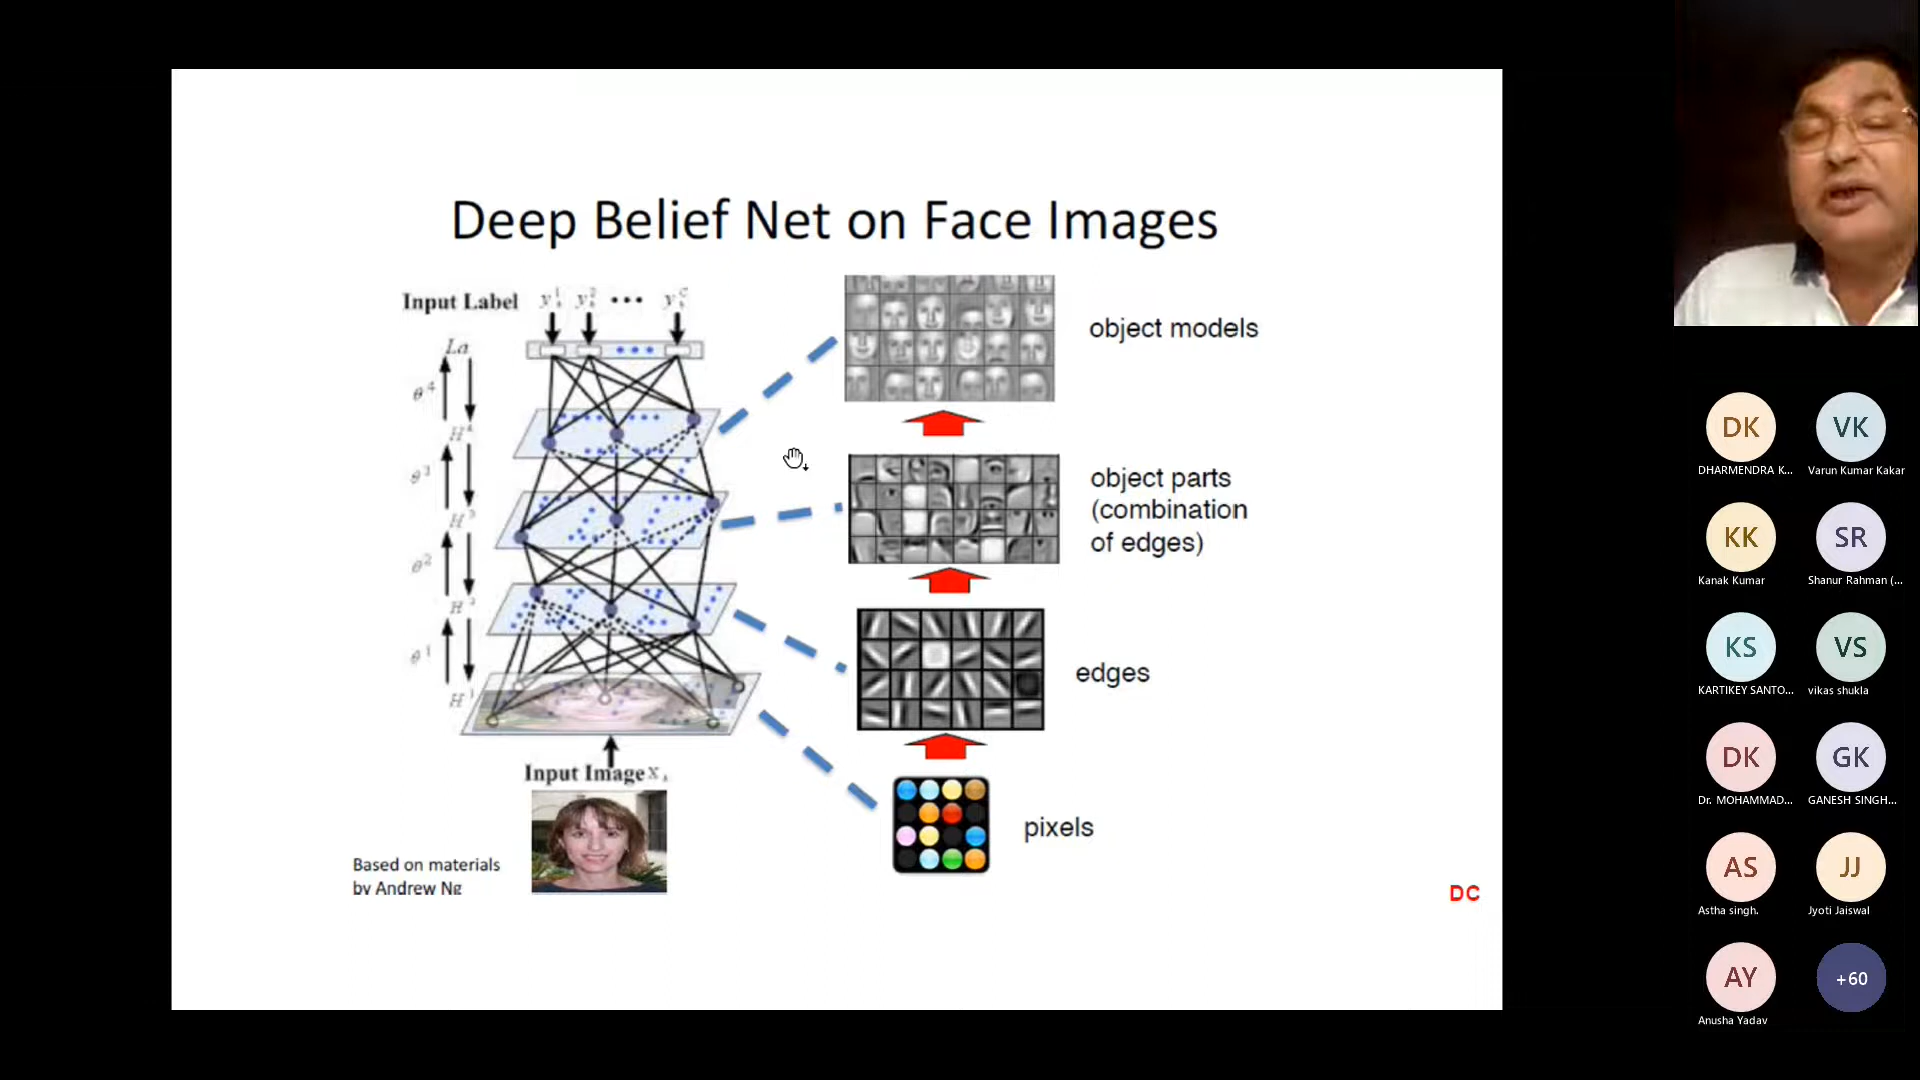 Deep Belief Net on Face Images
Input Label
La
object models
object parts
(combination
of edges)
edges
pixels
Input Image
Based on materials
by Andrew Ng
DC
DK
DHARMENDRA K...
VK
Varun Kumar Kakar
KK
Kanak Kumar
SR
Shanur Rahman (...
KS
KARTIKEY SANTO...
VS
vikas shukla
DK
Dr. MOHAMMAD...
GK
GANESH SINGH...
AS
Astha singh.
JJ
Jyoti Jaiswal
AY
Anusha Yadav
+60